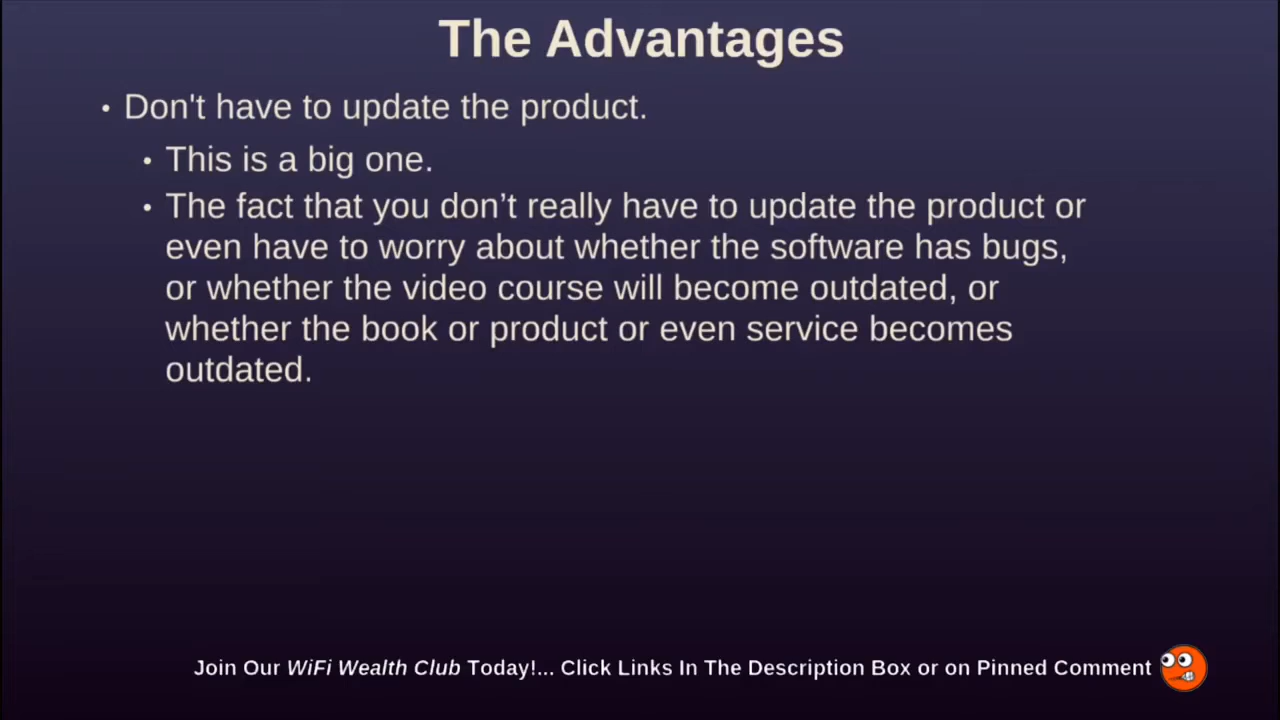 The Advantages
• Don't have to update the product.
• This is a big one.
• The fact that you don’t really have to update the product or
even have to worry about whether the software has bugs,
or whether the video course will become outdated, or
whether the book or product or even service becomes
outdated.
Join Our WiFi Wealth Club Today!... Click Links In The Description Box or on Pinned Comment